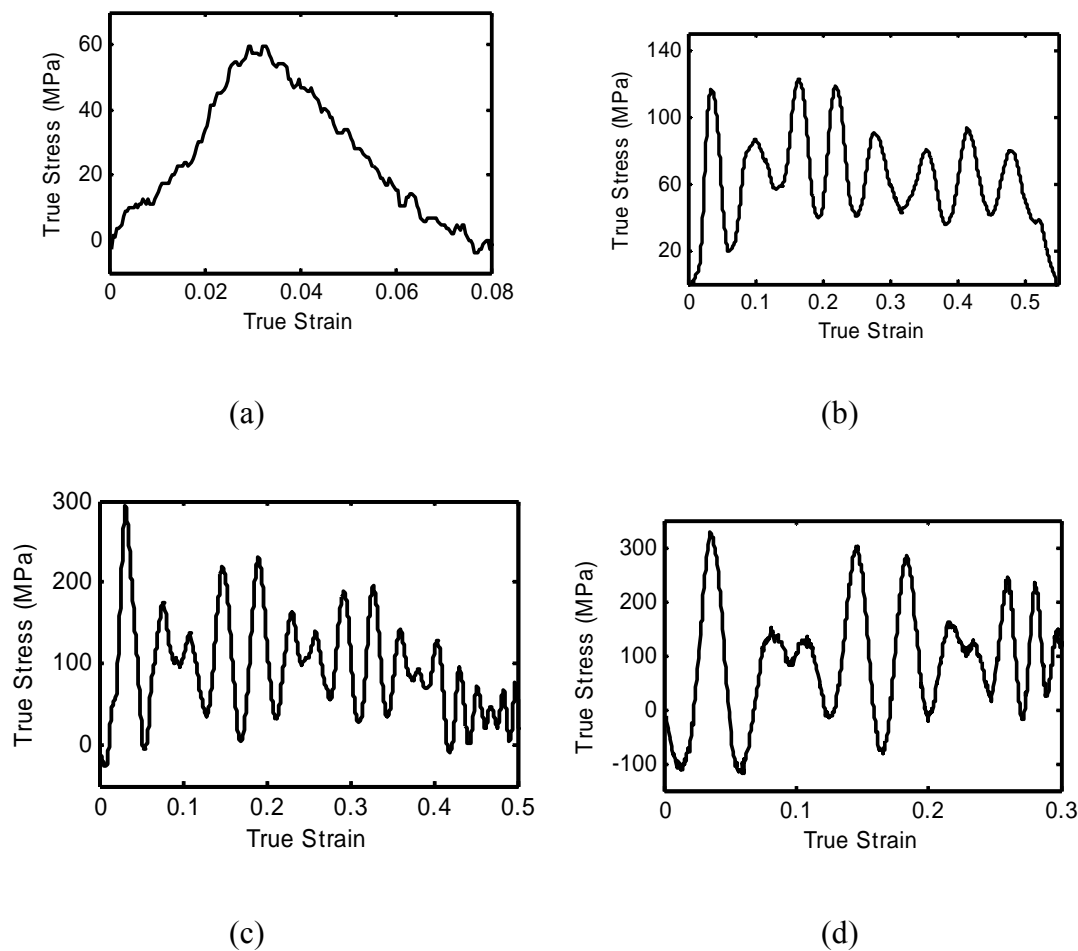 True Stress (MPa)
60
40
20
0
0 0.02 0.04 0.06 0.08
True Strain
(a)
True Stress (MPa)
140
100
60
20
0 0.1 0.2 0.3 0.4 0.5
True Strain
(b)
True Stress (MPa)
300
200
100
0
0 0.1 0.2 0.3 0.4 0.5
True Strain
(c)
True Stress (MPa)
300
200
100
0
-100
0 0.1 0.2 0.3
True Strain
(d)